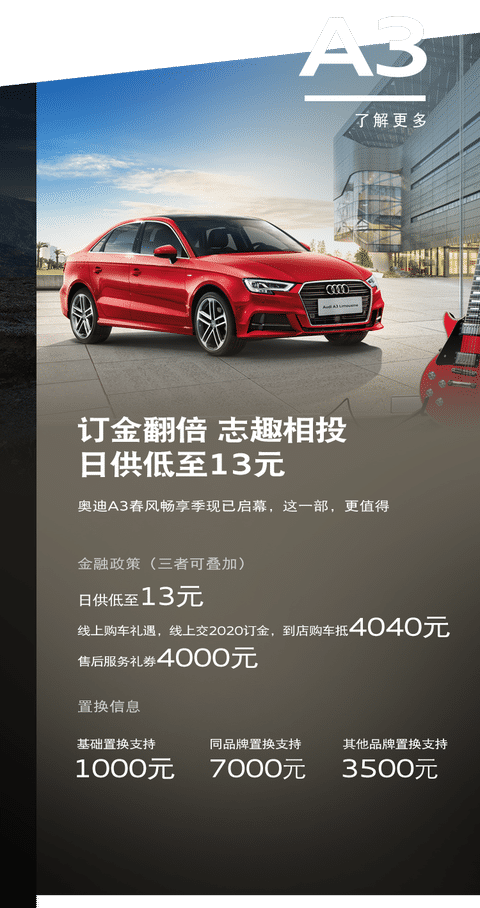 A3
了解更多
Audi A3 Limousine
订金翻倍 志趣相投
日供低至13元
奥迪A3春风畅享季现已启幕，这一部，更值得
金融政策（三者可叠加）
日供低至13元
线上购车礼遇，线上交2020订金，到店购车抵4040元
售后服务礼券4000元
置换信息
基础置换支持 同品牌置换支持 其他品牌置换支持
1000元 7000元 3500元